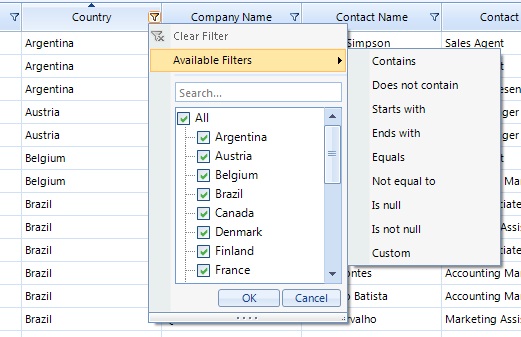 Country Company Name Contact Name Contact
Argentina Clear Filter Simpson Sales Agent
Argentina Available Filters Contains
Argentina Does not contain
Search... Starts with
Austria All Ends with
Austria Argentina
Belgium Austria Equals
Belgium Belgium Not equal to
Brazil Brazil Is null
Brazil Canada Is not null
Brazil Denmark Custom
Brazil Finland Accounting Ma
Brazil France Batista Accounting Ma
Brazil OK Cancel Marketing Assis